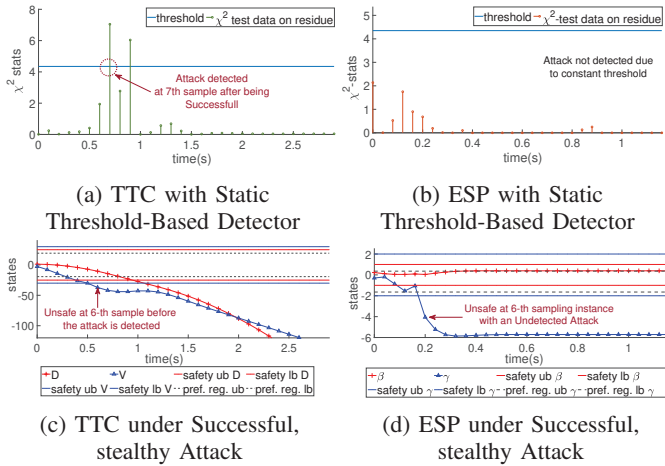 threshold χ² test data on residue
8
6
4
2
0
χ² stats
Attack detected
at 7th sample after being
Successfull
0 0.5 1 1.5 2 2.5
time(s)
(a) TTC with Static
Threshold-Based Detector
threshold χ²-test data on residue
4
3
2
1
0
χ²-stats
Attack not detected due
to constant threshold
0 0.2 0.4 0.6 0.8 1
time(s)
(b) ESP with Static
Threshold-Based Detector
0
-50
-100
states
Unsafe at 6-th sample before
the attack is detected
0 0.5 1 1.5 2 2.5
time(s)
D V safety ub D safety lb D
safety ub V safety lb V pref. reg. ub pref. reg. lb
(c) TTC under Successful,
stealthy Attack
2
0
-2
-4
-6
states
Unsafe at 6-th sampling instance
with an Undetected Attack
0 0.2 0.4 0.6 0.8 1
time(s)
β γ safety ub β safety lb β
safety ub γ safety lb γ pref. reg. ub γ pref. reg. lb γ
(d) ESP under Successful,
stealthy Attack